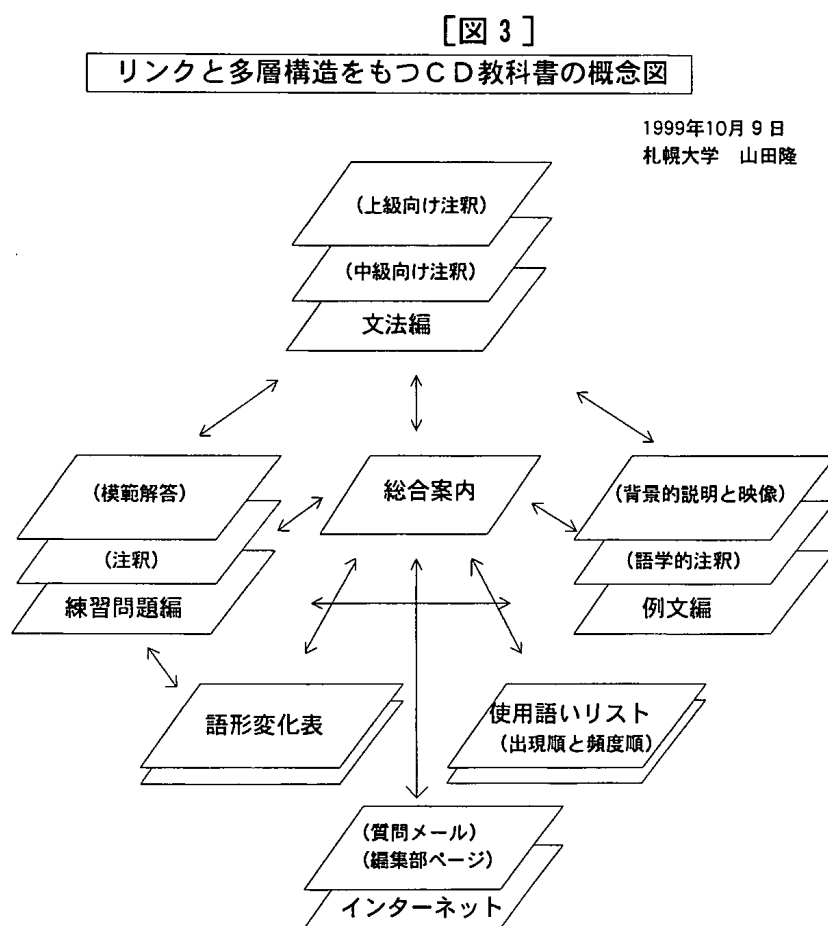 [図3]
リンクと多層構造をもつCD教科書の概念図
1999年10月9日
札幌大学 山田隆
(上級向け注釈)
(中級向け注釈)
文法編
(模範解答)
(注釈)
練習問題編
総合案内
(背景的説明と映像)
(語学的注釈)
例文編
語形変化表
使用語いリスト
(出現順と頻度順)
(質問メール)
(編集部ページ)
インターネット